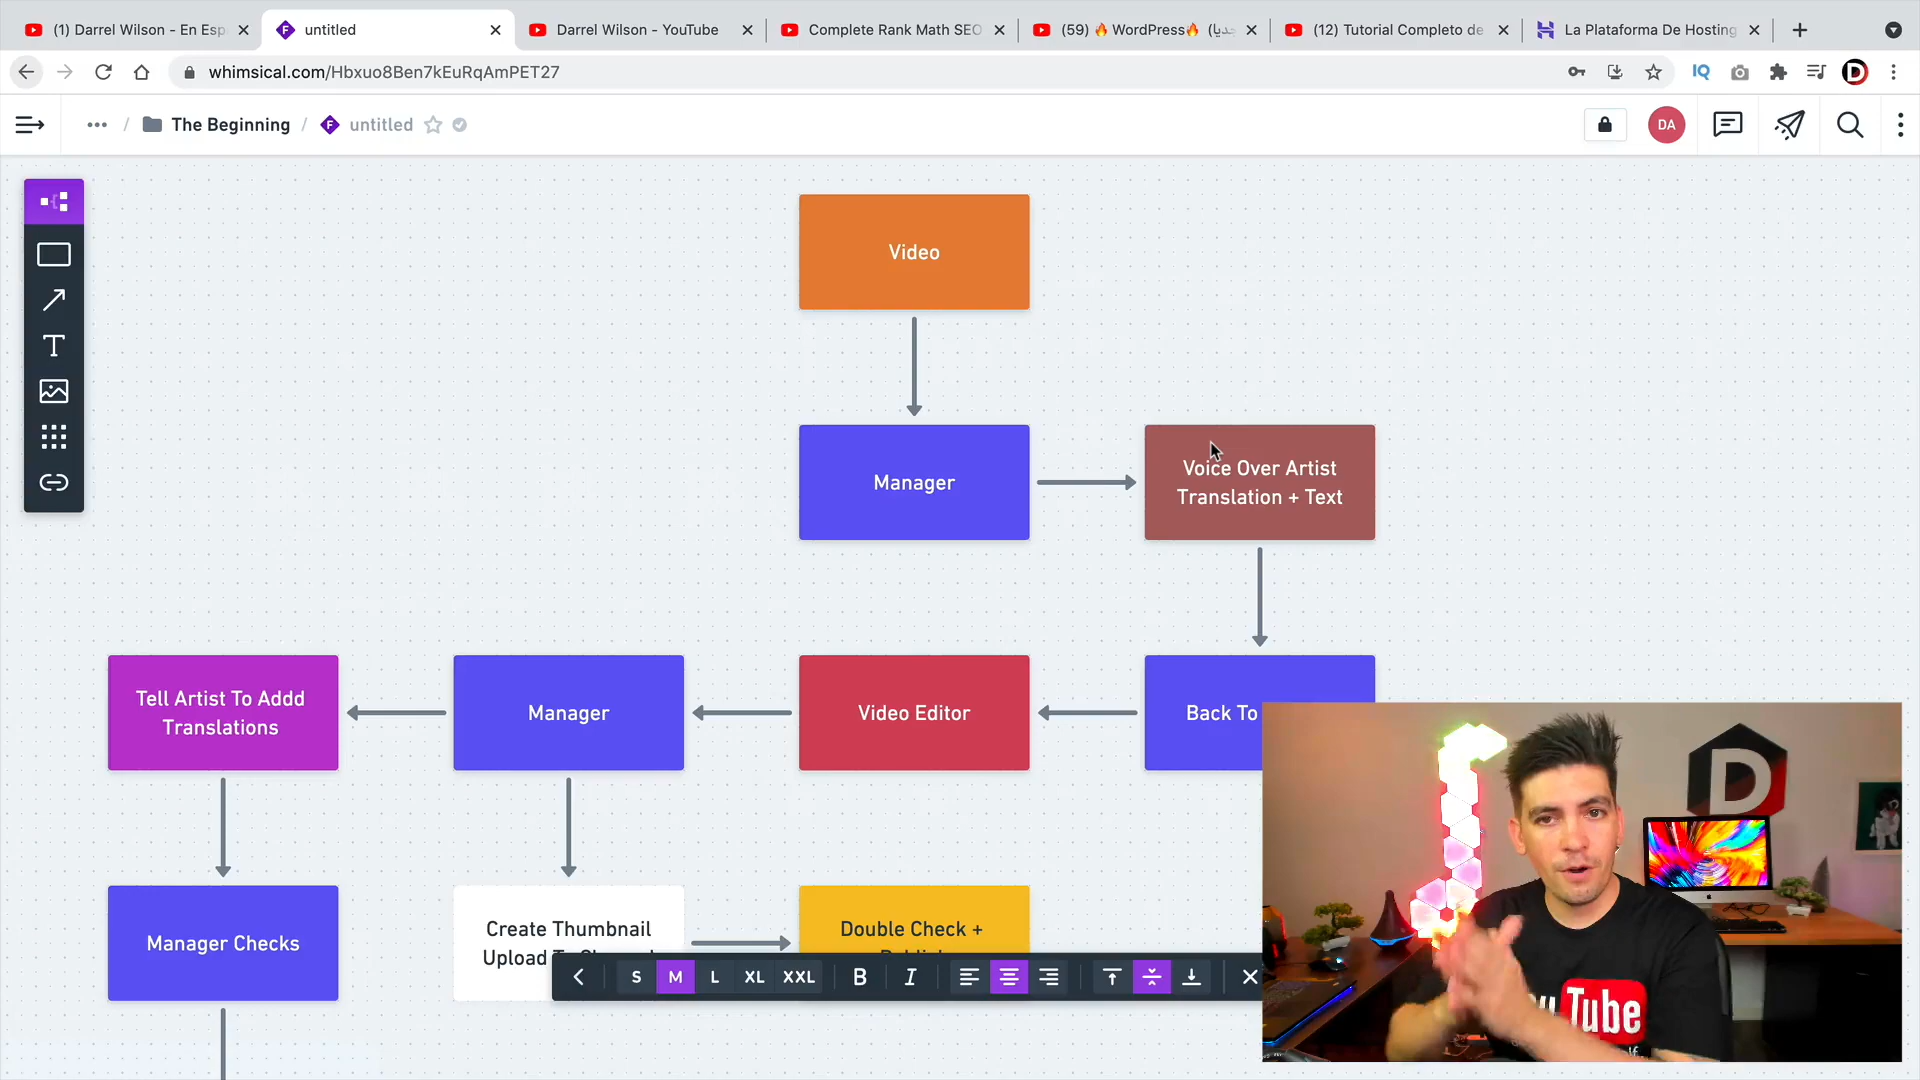 (1) Darrel Wilson - En Esp
untitled
Darrel Wilson - YouTube
Complete Rank Math SEO
(59) 🔥 WordPress🔥
(12) Tutorial Completo de
La Plataforma De Hosting
whimsical.com/Hbxuo8Ben7kEuRqAmPET27
IQ
D
The Beginning
/
untitled
DA
Video
Manager
Voice Over Artist
Translation + Text
Tell Artist To Addd
Translations
Manager
Video Editor
Back To
Manager Checks
Create Thumbnail
Upload To
Double Check +
S
M
L
XL
XXL
B
I
D
Tube